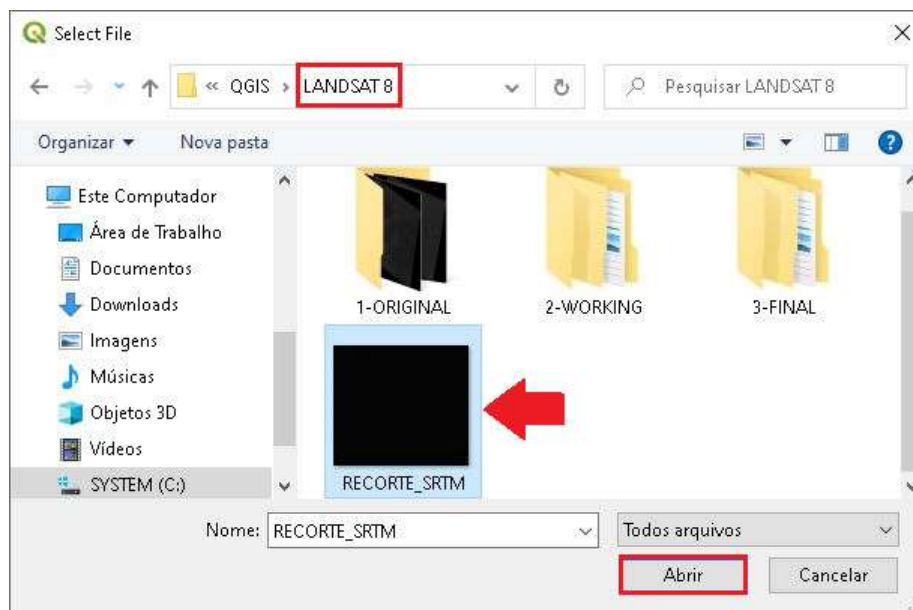 Select File
« QGIS › LANDSAT 8
Pesquisar LANDSAT 8
Organizar
Nova pasta
Este Computador
Área de Trabalho
Documentos
Downloads
Imagens
Músicas
Objetos 3D
Vídeos
SYSTEM (C:)
1-ORIGINAL
2-WORKING
3-FINAL
RECORTE_SRTM
Nome: RECORTE_SRTM
Todos arquivos
Abrir
Cancelar